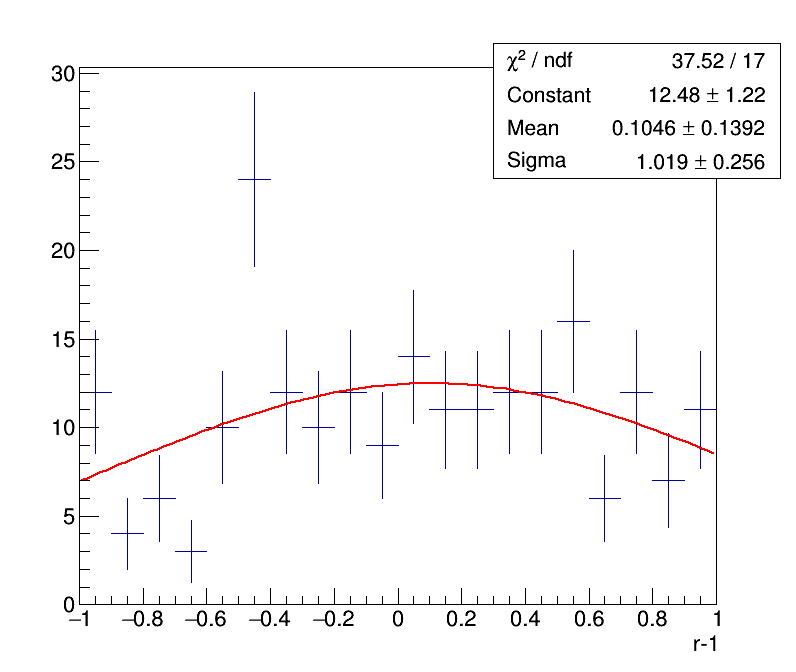 χ² / ndf 37.52 / 17
Constant 12.48 ± 1.22
Mean 0.1046 ± 0.1392
Sigma 1.019 ± 0.256
30
25
20
15
10
5
0
−1 −0.8 −0.6 −0.4 −0.2 0 0.2 0.4 0.6 0.8 1
r-1